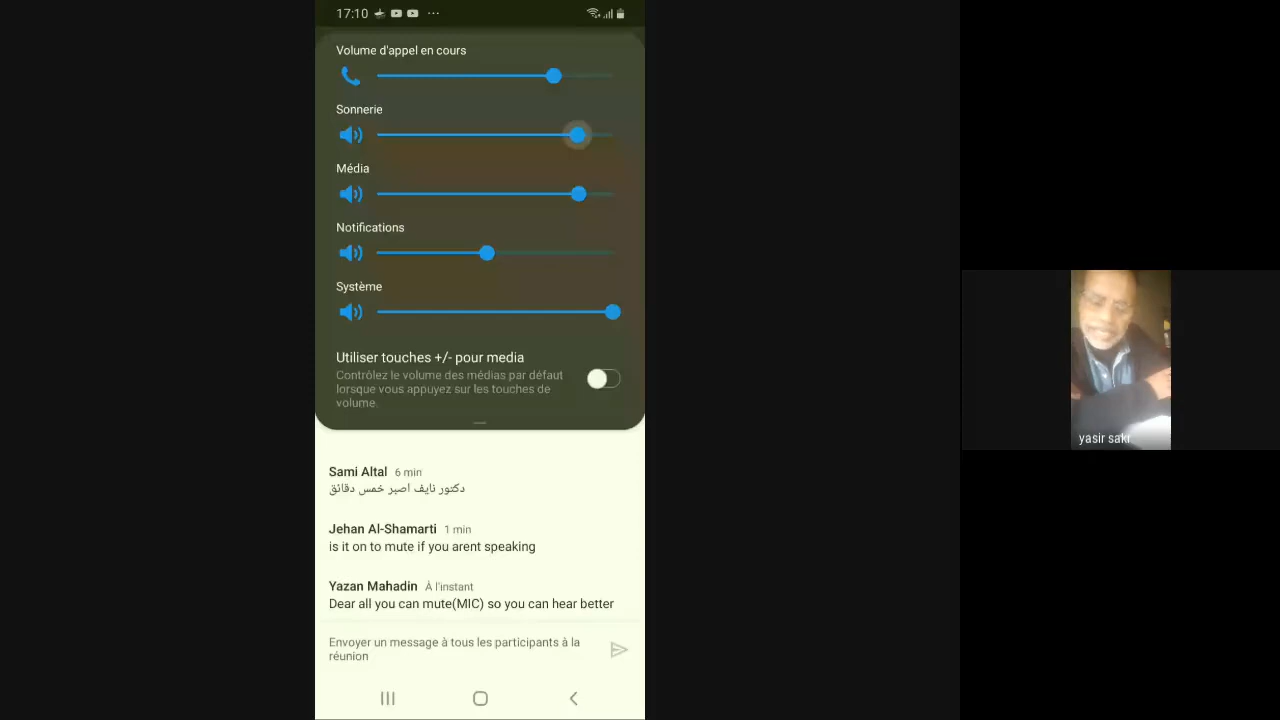 17:10
Volume d'appel en cours
Sonnerie
Média
Notifications
Système
Utiliser touches +/- pour media
Contrôlez le volume des médias par défaut
lorsque vous appuyez sur les touches de
volume.
Sami Altal 6 min
دكتور نايف اصبر خمس دقائق
Jehan Al-Shamarti 1 min
is it on to mute if you arent speaking
Yazan Mahadin À l'instant
Dear all you can mute(MIC) so you can hear better
Envoyer un message à tous les participants à la
réunion
yasir sakr